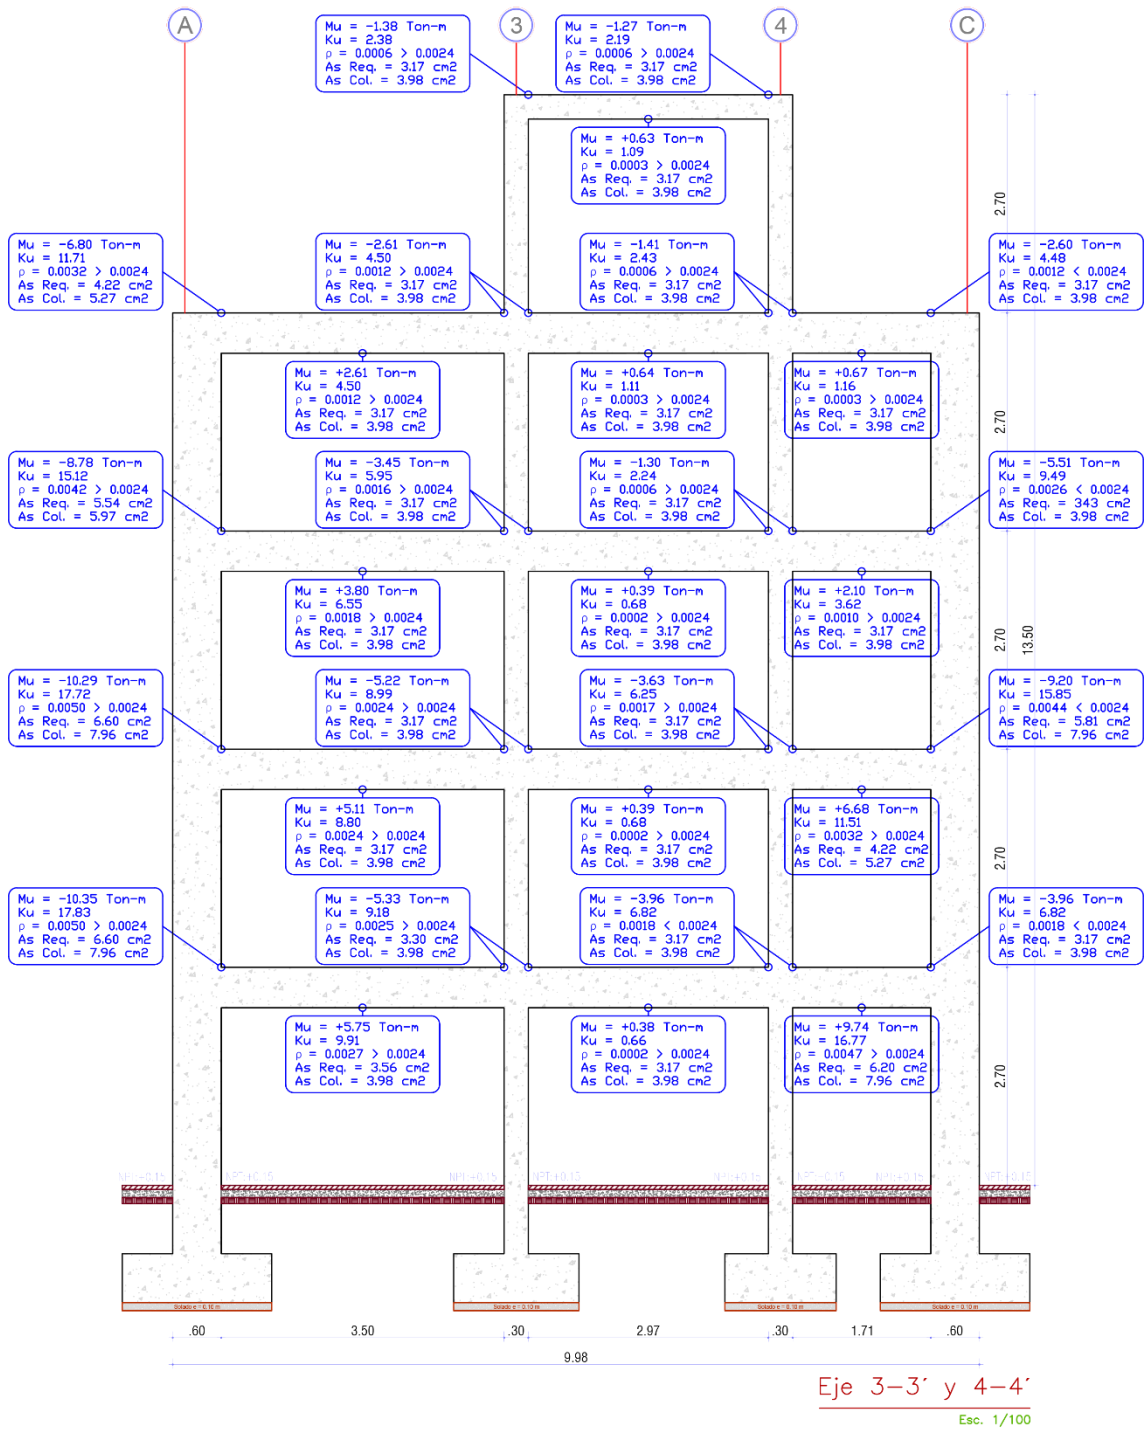 A
3
4
C
Mu = -1.38 Ton-m
Ku = 2.38
ρ = 0.0006 > 0.0024
As Req. = 3.17 cm2
As Col. = 3.98 cm2
Mu = -1.27 Ton-m
Ku = 2.19
ρ = 0.0006 > 0.0024
As Req. = 3.17 cm2
As Col. = 3.98 cm2
Mu = +0.63 Ton-m
Ku = 1.09
ρ = 0.0003 > 0.0024
As Req. = 3.17 cm2
As Col. = 3.98 cm2
2.70
Mu = -6.80 Ton-m
Ku = 11.71
ρ = 0.0032 > 0.0024
As Req. = 4.22 cm2
As Col. = 5.27 cm2
Mu = -2.61 Ton-m
Ku = 4.50
ρ = 0.0012 > 0.0024
As Req. = 3.17 cm2
As Col. = 3.98 cm2
Mu = -1.41 Ton-m
Ku = 2.43
ρ = 0.0006 > 0.0024
As Req. = 3.17 cm2
As Col. = 3.98 cm2
Mu = -2.60 Ton-m
Ku = 4.48
ρ = 0.0012 < 0.0024
As Req. = 3.17 cm2
As Col. = 3.98 cm2
Mu = +2.61 Ton-m
Ku = 4.50
ρ = 0.0012 > 0.0024
As Req. = 3.17 cm2
As Col. = 3.98 cm2
Mu = +0.64 Ton-m
Ku = 1.11
ρ = 0.0003 > 0.0024
As Req. = 3.17 cm2
As Col. = 3.98 cm2
Mu = +0.67 Ton-m
Ku = 1.16
ρ = 0.0003 > 0.0024
As Req. = 3.17 cm2
As Col. = 3.98 cm2
2.70
Mu = -8.78 Ton-m
Ku = 15.12
ρ = 0.0042 > 0.0024
As Req. = 5.54 cm2
As Col. = 5.97 cm2
Mu = -3.45 Ton-m
Ku = 5.95
ρ = 0.0016 > 0.0024
As Req. = 3.17 cm2
As Col. = 3.98 cm2
Mu = -1.30 Ton-m
Ku = 2.24
ρ = 0.0006 > 0.0024
As Req. = 3.17 cm2
As Col. = 3.98 cm2
Mu = -5.51 Ton-m
Ku = 9.49
ρ = 0.0026 < 0.0024
As Req. = 343 cm2
As Col. = 3.98 cm2
Mu = +3.80 Ton-m
Ku = 6.55
ρ = 0.0018 > 0.0024
As Req. = 3.17 cm2
As Col. = 3.98 cm2
Mu = +0.39 Ton-m
Ku = 0.68
ρ = 0.0002 > 0.0024
As Req. = 3.17 cm2
As Col. = 3.98 cm2
Mu = +2.10 Ton-m
Ku = 3.62
ρ = 0.0010 > 0.0024
As Req. = 3.17 cm2
As Col. = 3.98 cm2
2.70
13.50
Mu = -10.29 Ton-m
Ku = 17.72
ρ = 0.0050 > 0.0024
As Req. = 6.60 cm2
As Col. = 7.96 cm2
Mu = -5.22 Ton-m
Ku = 8.99
ρ = 0.0024 > 0.0024
As Req. = 3.17 cm2
As Col. = 3.98 cm2
Mu = -3.63 Ton-m
Ku = 6.25
ρ = 0.0017 > 0.0024
As Req. = 3.17 cm2
As Col. = 3.98 cm2
Mu = -9.20 Ton-m
Ku = 15.85
ρ = 0.0044 < 0.0024
As Req. = 5.81 cm2
As Col. = 7.96 cm2
Mu = +5.11 Ton-m
Ku = 8.80
ρ = 0.0024 > 0.0024
As Req. = 3.17 cm2
As Col. = 3.98 cm2
Mu = +0.39 Ton-m
Ku = 0.68
ρ = 0.0002 > 0.0024
As Req. = 3.17 cm2
As Col. = 3.98 cm2
Mu = +6.68 Ton-m
Ku = 11.51
ρ = 0.0032 > 0.0024
As Req. = 4.22 cm2
As Col. = 5.27 cm2
2.70
Mu = -10.35 Ton-m
Ku = 17.83
ρ = 0.0050 > 0.0024
As Req. = 6.60 cm2
As Col. = 7.96 cm2
Mu = -5.33 Ton-m
Ku = 9.18
ρ = 0.0025 > 0.0024
As Req. = 3.30 cm2
As Col. = 3.98 cm2
Mu = -3.96 Ton-m
Ku = 6.82
ρ = 0.0018 < 0.0024
As Req. = 3.17 cm2
As Col. = 3.98 cm2
Mu = -3.96 Ton-m
Ku = 6.82
ρ = 0.0018 < 0.0024
As Req. = 3.17 cm2
As Col. = 3.98 cm2
Mu = +5.75 Ton-m
Ku = 9.91
ρ = 0.0027 > 0.0024
As Req. = 3.56 cm2
As Col. = 3.98 cm2
Mu = +0.38 Ton-m
Ku = 0.66
ρ = 0.0002 > 0.0024
As Req. = 3.17 cm2
As Col. = 3.98 cm2
Mu = +9.74 Ton-m
Ku = 16.77
ρ = 0.0047 > 0.0024
As Req. = 6.20 cm2
As Col. = 7.96 cm2
2.70
NPT:+0.15
NPT:+0.15
NPT:+0.15
NPT:+0.15
NPT:+0.15
NPT:+0.15
NPT:+0.15
NPT:+0.15
Solado e = 0.10 m
Solado e = 0.10 m
Solado e = 0.10 m
Solado e = 0.10 m
.60
3.50
.30
2.97
.30
1.71
.60
9.98
Eje 3-3´ y 4-4´
Esc. 1/100